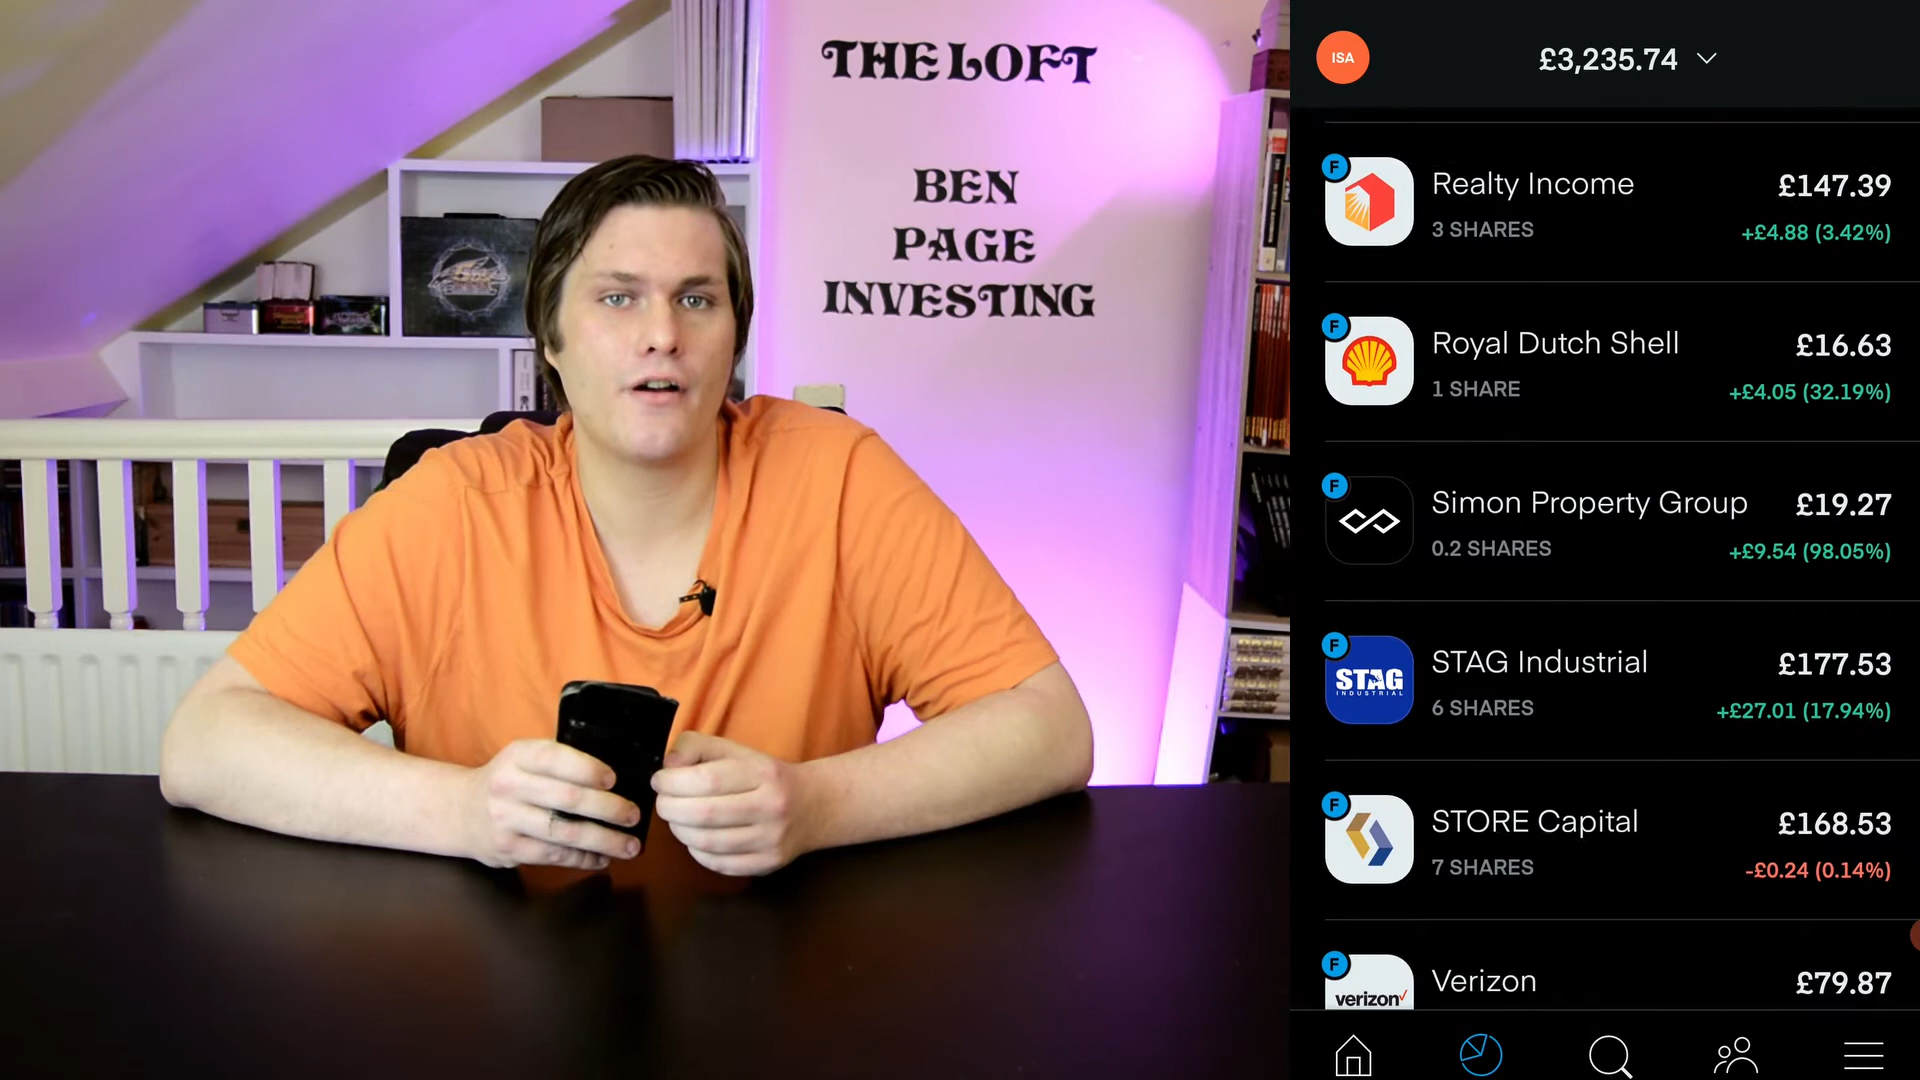 THE LOFT
BEN
PAGE
INVESTING
ISA
£3,235.74
F
Realty Income
£147.39
3 SHARES
+£4.88 (3.42%)
F
Royal Dutch Shell
£16.63
1 SHARE
+£4.05 (32.19%)
F
Simon Property Group
£19.27
0.2 SHARES
+£9.54 (98.05%)
F
STAG
INDUSTRIAL
STAG Industrial
£177.53
6 SHARES
+£27.01 (17.94%)
F
STORE Capital
£168.53
7 SHARES
-£0.24 (0.14%)
F
verizon
Verizon
£79.87